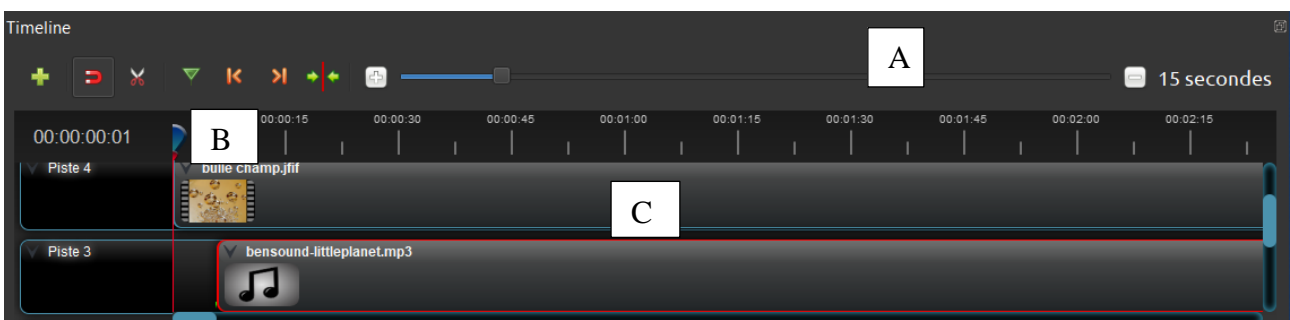 Timeline
A
15 secondes
00:00:15 00:00:30 00:00:45 00:01:00 00:01:15 00:01:30 00:01:45 00:02:00 00:02:15
00:00:00:01
B
Piste 4
bulle champ.jfif
C
Piste 3
bensound-littleplanet.mp3